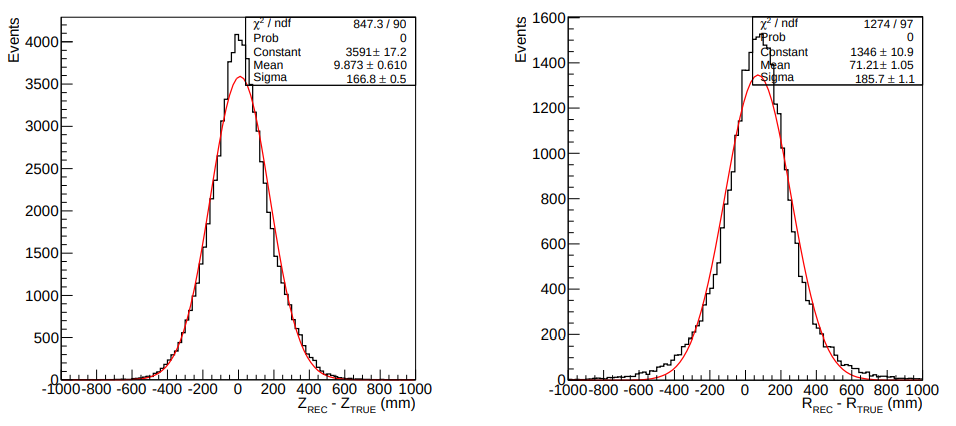 Events
χ² / ndf 847.3 / 90
Prob 0
Constant 3591± 17.2
Mean 9.873 ± 0.610
Sigma 166.8 ± 0.5
4000
3500
3000
2500
2000
1500
1000
500
0
-1000 -800 -600 -400 -200 0 200 400 600 800 1000
Z_REC - Z_TRUE (mm)
Events
χ² / ndf 1274 / 97
Prob 0
Constant 1346 ± 10.9
Mean 71.21± 1.05
Sigma 185.7 ± 1.1
1600
1400
1200
1000
800
600
400
200
0
-1000 -800 -600 -400 -200 0 200 400 600 800 1000
R_REC - R_TRUE (mm)